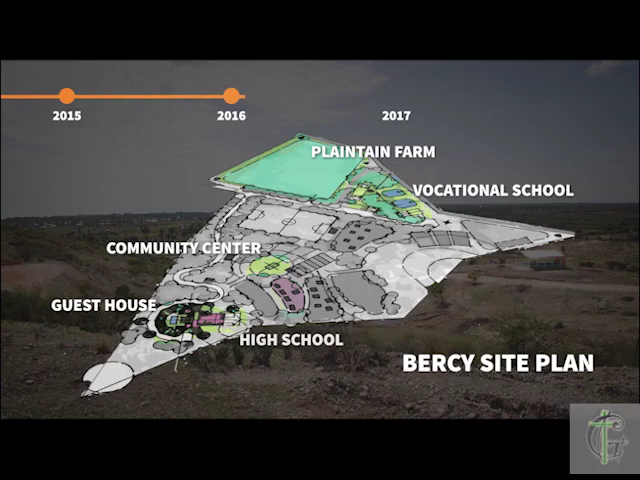 2015
2016
2017
PLAINTAIN FARM
VOCATIONAL SCHOOL
COMMUNITY CENTER
GUEST HOUSE
HIGH SCHOOL
BERCY SITE PLAN